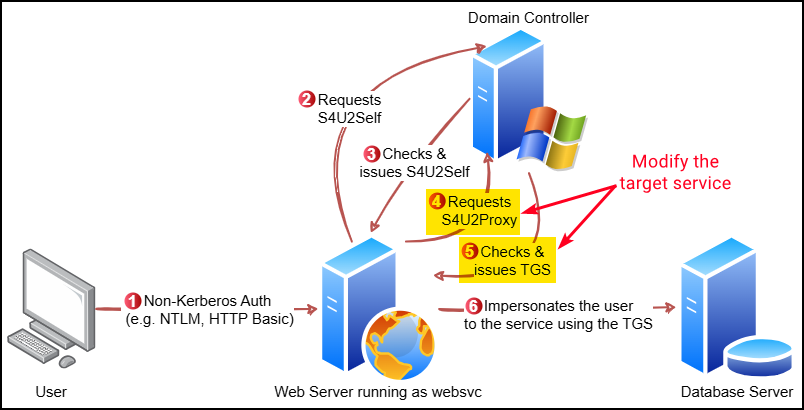 Domain Controller
2 Requests
S4U2Self
3 Checks &
issues S4U2Self
Modify the
target service
4 Requests
S4U2Proxy
5 Checks &
issues TGS
1 Non-Kerberos Auth
(e.g. NTLM, HTTP Basic)
6 Impersonates the user
to the service using the TGS
User
Web Server running as websvc
Database Server